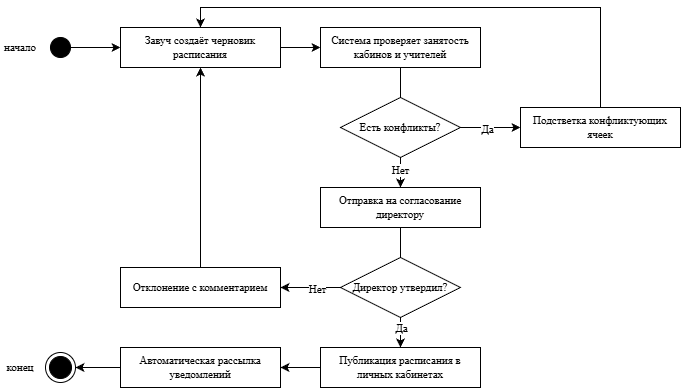 начало
Завуч создаёт черновик
расписания
Система проверяет занятость
кабинов и учителей
Есть конфликты?
Да
Подстветка конфликтующих
ячеек
Нет
Отправка на согласование
директору
Директор утвердил?
Нет
Отклонение с комментарием
Да
Публикация расписания в
личных кабинетах
Автоматическая рассылка
уведомлений
конец